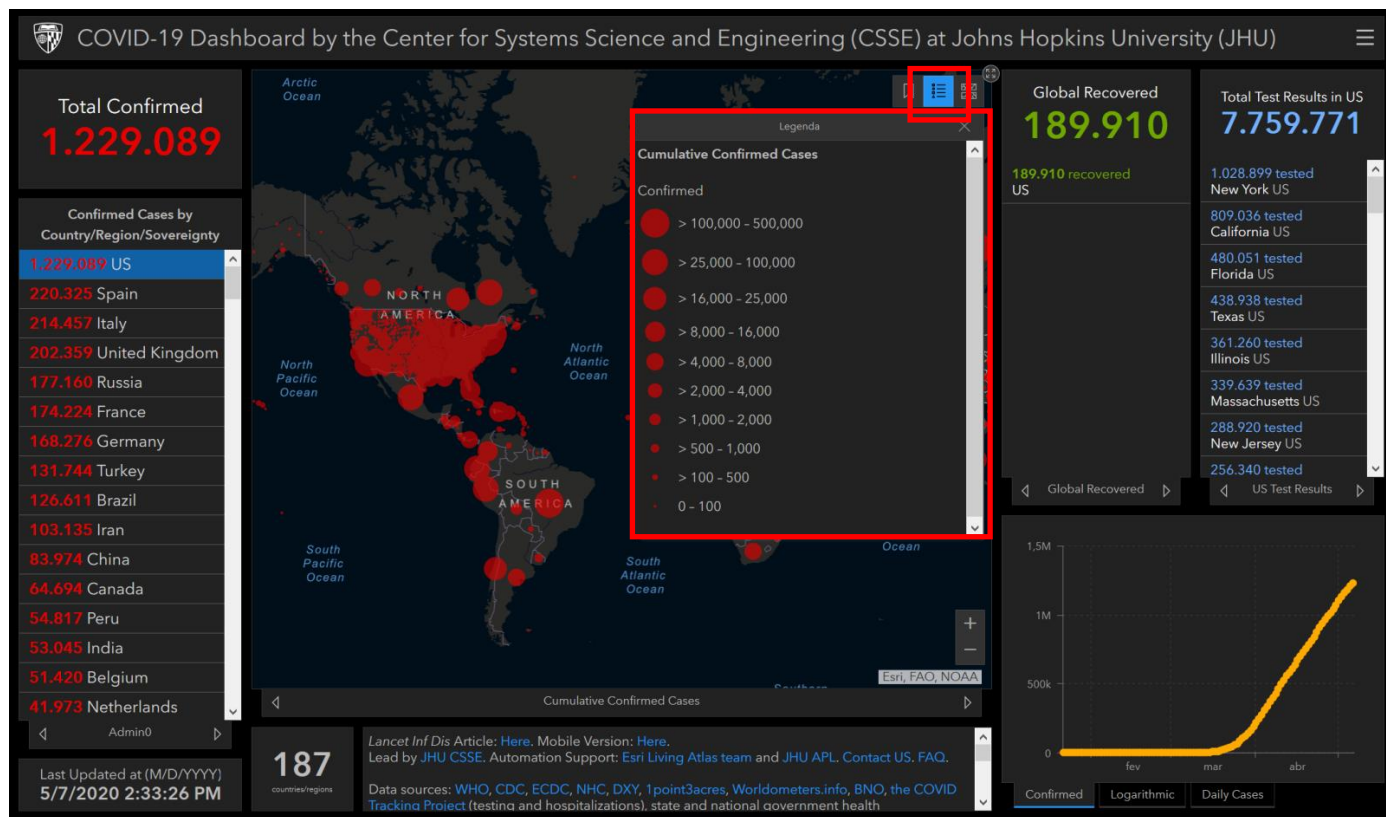 COVID-19 Dashboard by the Center for Systems Science and Engineering (CSSE) at Johns Hopkins University (JHU)
Total Confirmed
1.229.089
Confirmed Cases by
Country/Region/Sovereignty
1.229.089 US
220.325 Spain
214.457 Italy
202.359 United Kingdom
177.160 Russia
174.224 France
168.276 Germany
131.744 Turkey
126.611 Brazil
103.135 Iran
83.974 China
64.694 Canada
54.817 Peru
53.045 India
51.420 Belgium
41.973 Netherlands
Admin0
Last Updated at (M/D/YYYY)
5/7/2020 2:33:26 PM
Arctic
Ocean
NORTH
AMERICA
North
Pacific
Ocean
North
Atlantic
Ocean
SOUTH
AMERICA
South
Pacific
Ocean
South
Atlantic
Ocean
Ocean
Legenda
Cumulative Confirmed Cases
Confirmed
> 100,000 – 500,000
> 25,000 – 100,000
> 16,000 – 25,000
> 8,000 – 16,000
> 4,000 – 8,000
> 2,000 – 4,000
> 1,000 – 2,000
> 500 – 1,000
> 100 – 500
0 – 100
Esri, FAO, NOAA
Cumulative Confirmed Cases
187
countries/regions
Lancet Inf Dis Article: Here. Mobile Version: Here.
Lead by JHU CSSE. Automation Support: Esri Living Atlas team and JHU APL. Contact US. FAQ.
Data sources: WHO, CDC, ECDC, NHC, DXY, 1point3acres, Worldometers.info, BNO, the COVID
Tracking Project (testing and hospitalizations), state and national government health
Global Recovered
189.910
189.910 recovered
US
Global Recovered
Total Test Results in US
7.759.771
1.028.899 tested
New York US
809.036 tested
California US
480.051 tested
Florida US
438.938 tested
Texas US
361.260 tested
Illinois US
339.639 tested
Massachusetts US
288.920 tested
New Jersey US
256.340 tested
US Test Results
1,5M
1M
500k
0
fev
mar
abr
Confirmed
Logarithmic
Daily Cases